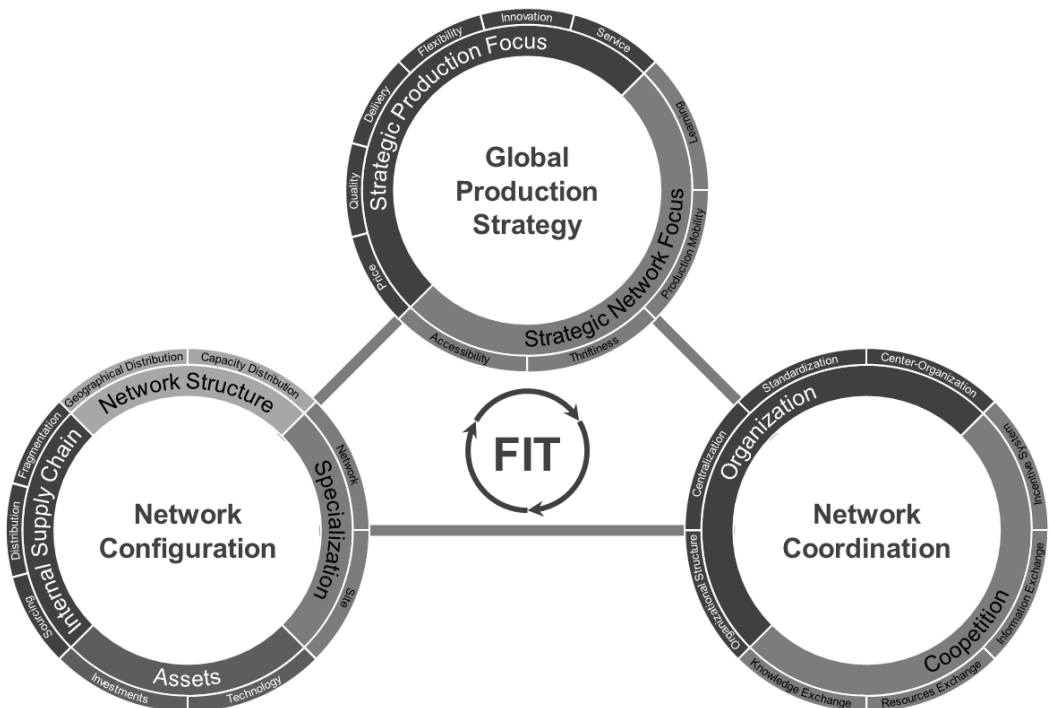 Innovation
Flexibility
Service
Strategic Production Focus
Delivery
Learning
Global
Production
Strategy
Quality
Price
Production Mobility
Strategic Network Focus
Accessibility
Thriftiness
Geographical Distribution
Capacity Distribution
Network Structure
Fragmentation
Internal Supply Chain
Distribution
Sourcing
Network
Specialization
Site
Network
Configuration
Assets
Investments
Technology
FIT
Standardization
Center-Organization
Organization
Centralization
Organizational Structure
Incentive System
Network
Coordination
Information Exchange
Coopetition
Knowledge Exchange
Resources Exchange